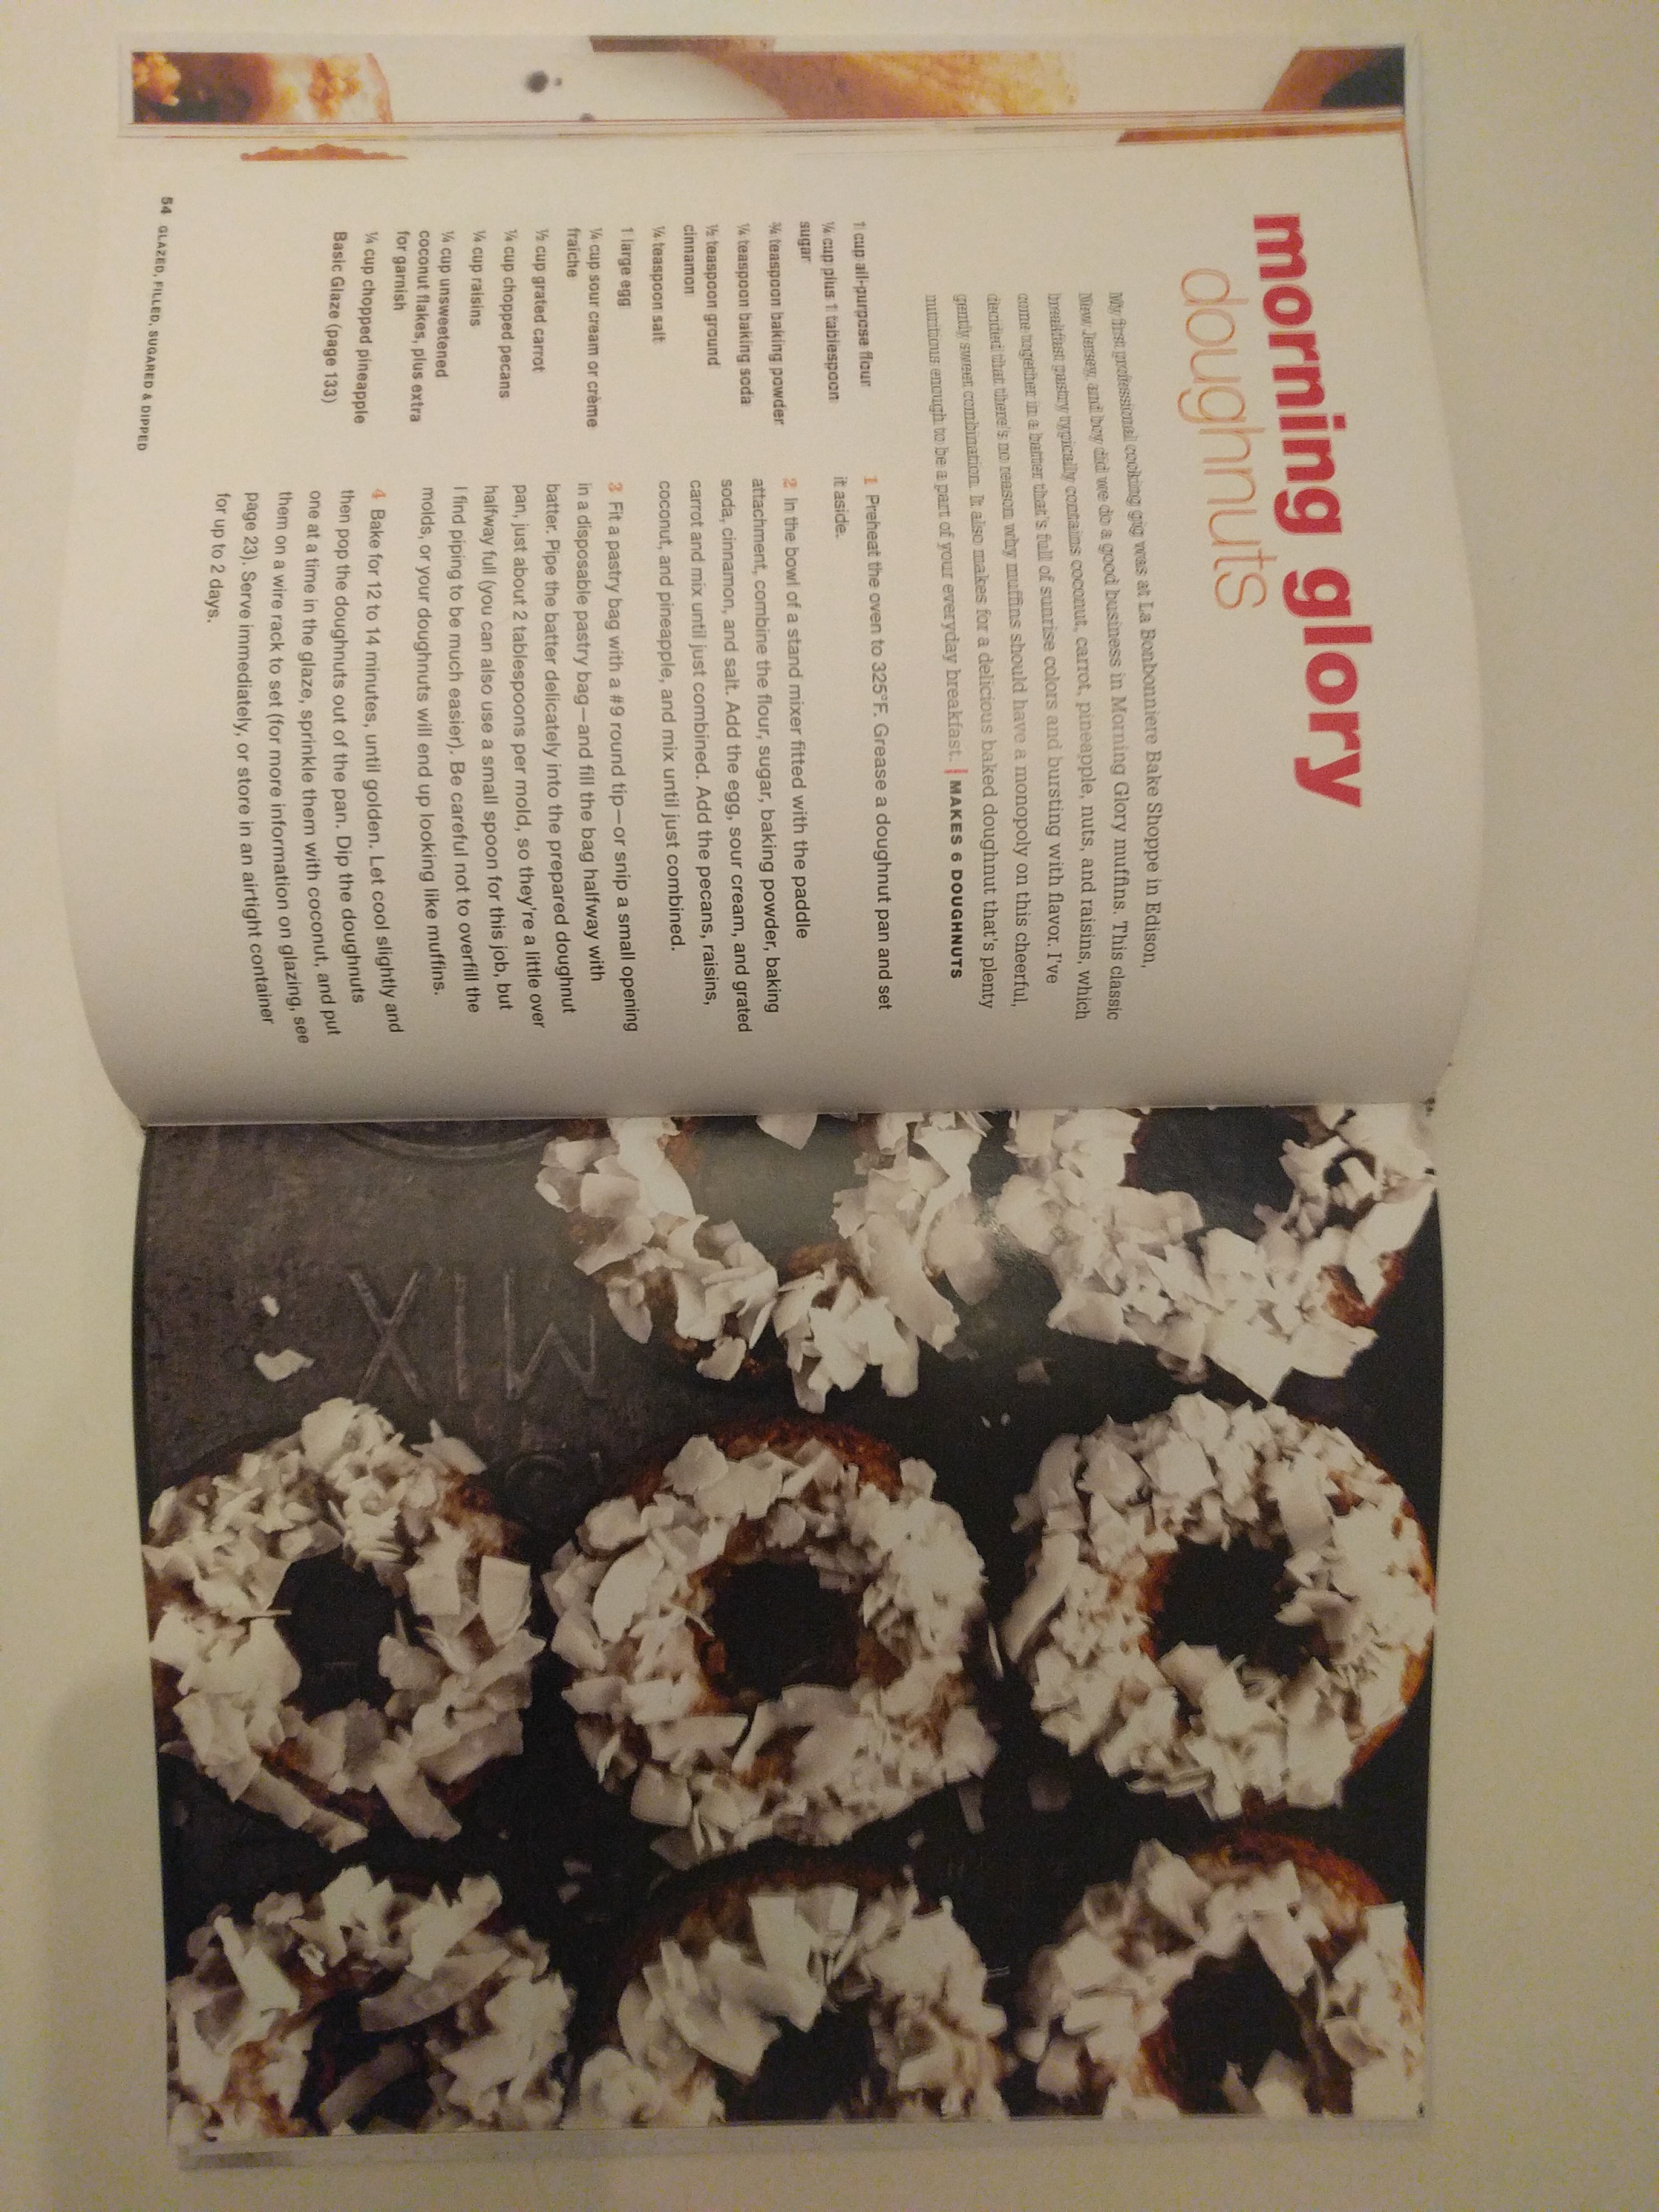 morning glory
doughnuts
My first professional cooking gig was at La Bonbonniere Bake Shoppe in Edison,
New Jersey, and boy did we do a good business in Morning Glory muffins. This classic
breakfast pastry typically contains coconut, carrot, pineapple, nuts, and raisins, which
come together in a batter that's full of sunrise colors and bursting with flavor. I've
decided that there's no reason why muffins should have a monopoly on this cheerful,
gently sweet combination. It also makes for a delicious baked doughnut that's plenty
nutritious enough to be a part of your everyday breakfast. | MAKES 6 DOUGHNUTS
1 cup all-purpose flour
¼ cup plus 1 tablespoon
sugar
¾ teaspoon baking powder
¼ teaspoon baking soda
½ teaspoon ground
cinnamon
¼ teaspoon salt
1 large egg
¼ cup sour cream or crème
fraîche
½ cup grated carrot
¼ cup chopped pecans
¼ cup raisins
¼ cup unsweetened
coconut flakes, plus extra
for garnish
¼ cup chopped pineapple
Basic Glaze (page 133)
1 Preheat the oven to 325°F. Grease a doughnut pan and set
it aside.
2 In the bowl of a stand mixer fitted with the paddle
attachment, combine the flour, sugar, baking powder, baking
soda, cinnamon, and salt. Add the egg, sour cream, and grated
carrot and mix until just combined. Add the pecans, raisins,
coconut, and pineapple, and mix until just combined.
3 Fit a pastry bag with a #9 round tip—or snip a small opening
in a disposable pastry bag—and fill the bag halfway with
batter. Pipe the batter delicately into the prepared doughnut
pan, just about 2 tablespoons per mold, so they're a little over
halfway full (you can also use a small spoon for this job, but
I find piping to be much easier). Be careful not to overfill the
molds, or your doughnuts will end up looking like muffins.
4 Bake for 12 to 14 minutes, until golden. Let cool slightly and
then pop the doughnuts out of the pan. Dip the doughnuts
one at a time in the glaze, sprinkle them with coconut, and put
them on a wire rack to set (for more information on glazing, see
page 23). Serve immediately, or store in an airtight container
for up to 2 days.
54 GLAZED, FILLED, SUGARED & DIPPED